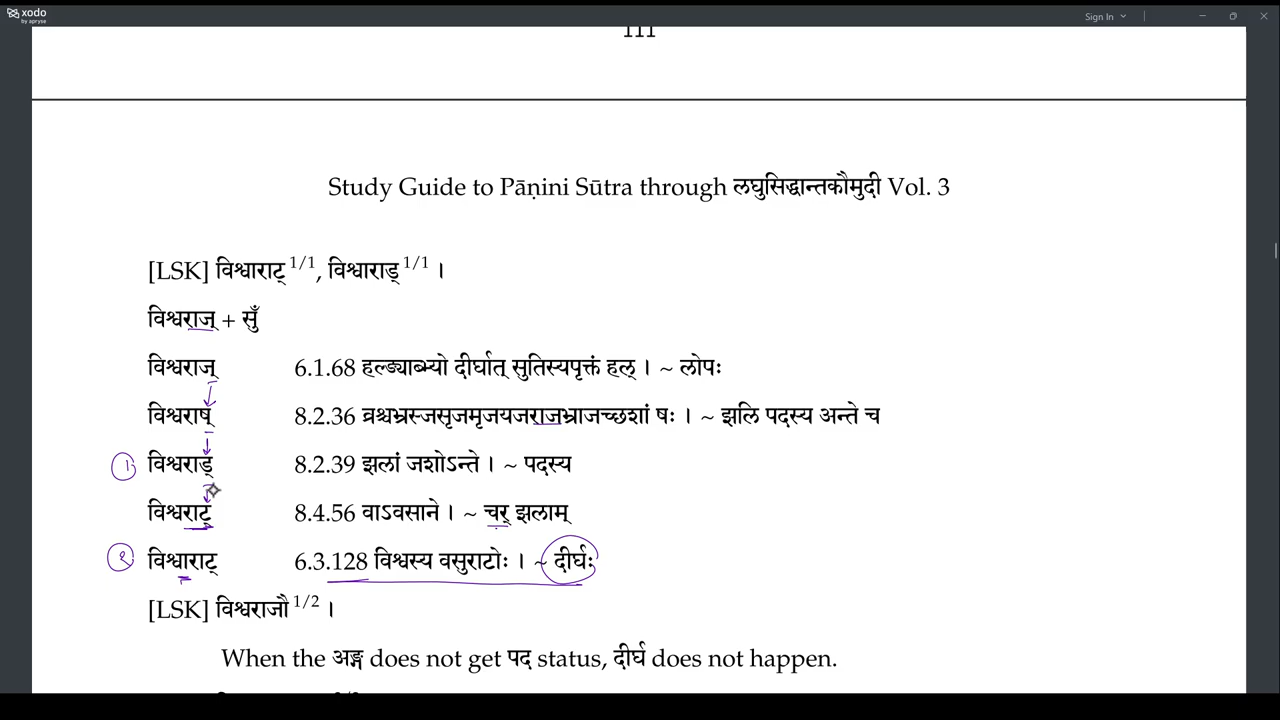 xodo
by apryse
Sign In
111
Study Guide to Pāṇini Sūtra through लघुसिद्धान्तकौमुदी Vol. 3
[LSK] विश्वाराट् 1/1, विश्वाराड् 1/1 ।
विश्वराज् + सुँ
विश्वराज् 6.1.68 हल्ङ्याब्भ्यो दीर्घात् सुतिस्यपृक्तं हल् । ~ लोपः
विश्वराष् 8.2.36 व्रश्चभ्रस्जसृजमृजयजराजभ्राजच्छशां षः । ~ झलि पदस्य अन्ते च
१ विश्वराड् 8.2.39 झलां जशोऽन्ते । ~ पदस्य
विश्वराट् 8.4.56 वाऽवसाने । ~ चर् झलाम्
२ विश्वाराट् 6.3.128 विश्वस्य वसुराटोः । ~ दीर्घः
[LSK] विश्वराजौ 1/2 ।
When the अङ्ग does not get पद status, दीर्घ does not happen.